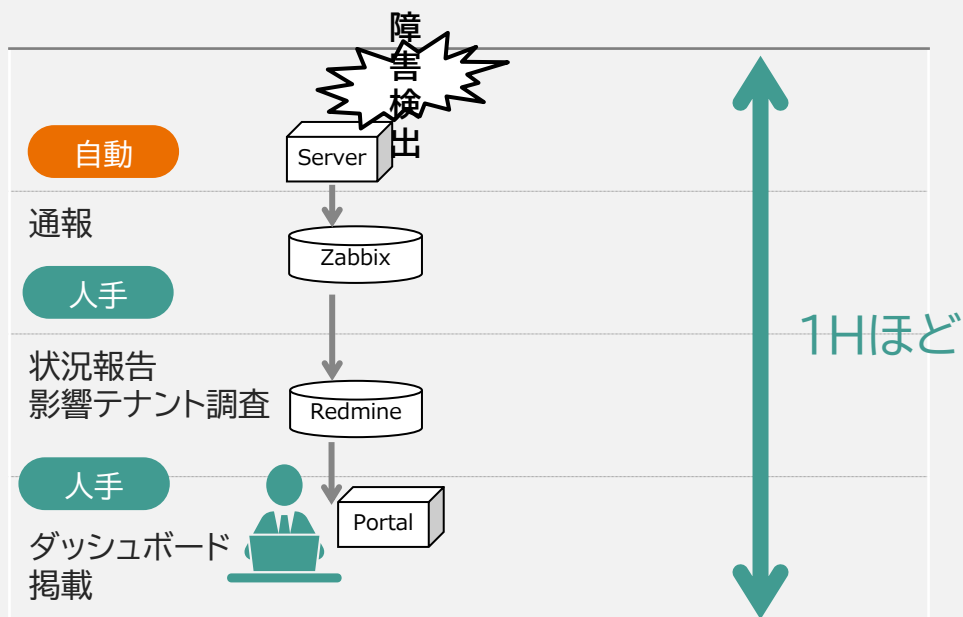 障害検出
自動
Server
通報
Zabbix
人手
1Hほど
状況報告
影響テナント調査
Redmine
人手
Portal
ダッシュボード
掲載